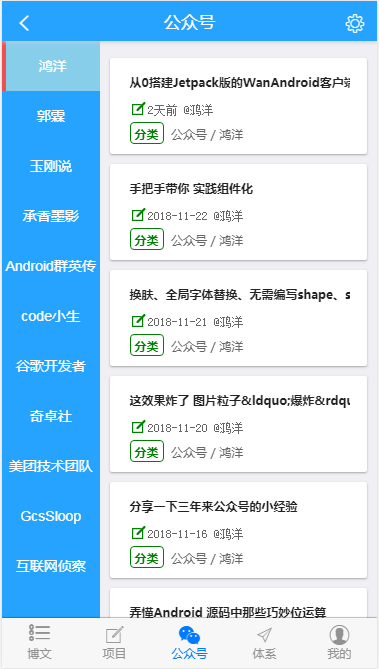 公众号
鸿洋
郭霖
玉刚说
承香墨影
Android群英传
code小生
谷歌开发者
奇卓社
美团技术团队
GcsSloop
互联网侦察
从0搭建Jetpack版的WanAndroid客户端
2天前 @鸿洋
分类 公众号 / 鸿洋
手把手带你 实践组件化
2018-11-22 @鸿洋
分类 公众号 / 鸿洋
换肤、全局字体替换、无需编写shape、s
2018-11-21 @鸿洋
分类 公众号 / 鸿洋
这效果炸了 图片粒子&ldquo;爆炸&rdqu
2018-11-20 @鸿洋
分类 公众号 / 鸿洋
分享一下三年来公众号的小经验
2018-11-16 @鸿洋
分类 公众号 / 鸿洋
弄懂Android 源码中那些巧妙位运算
博文
项目
公众号
体系
我的